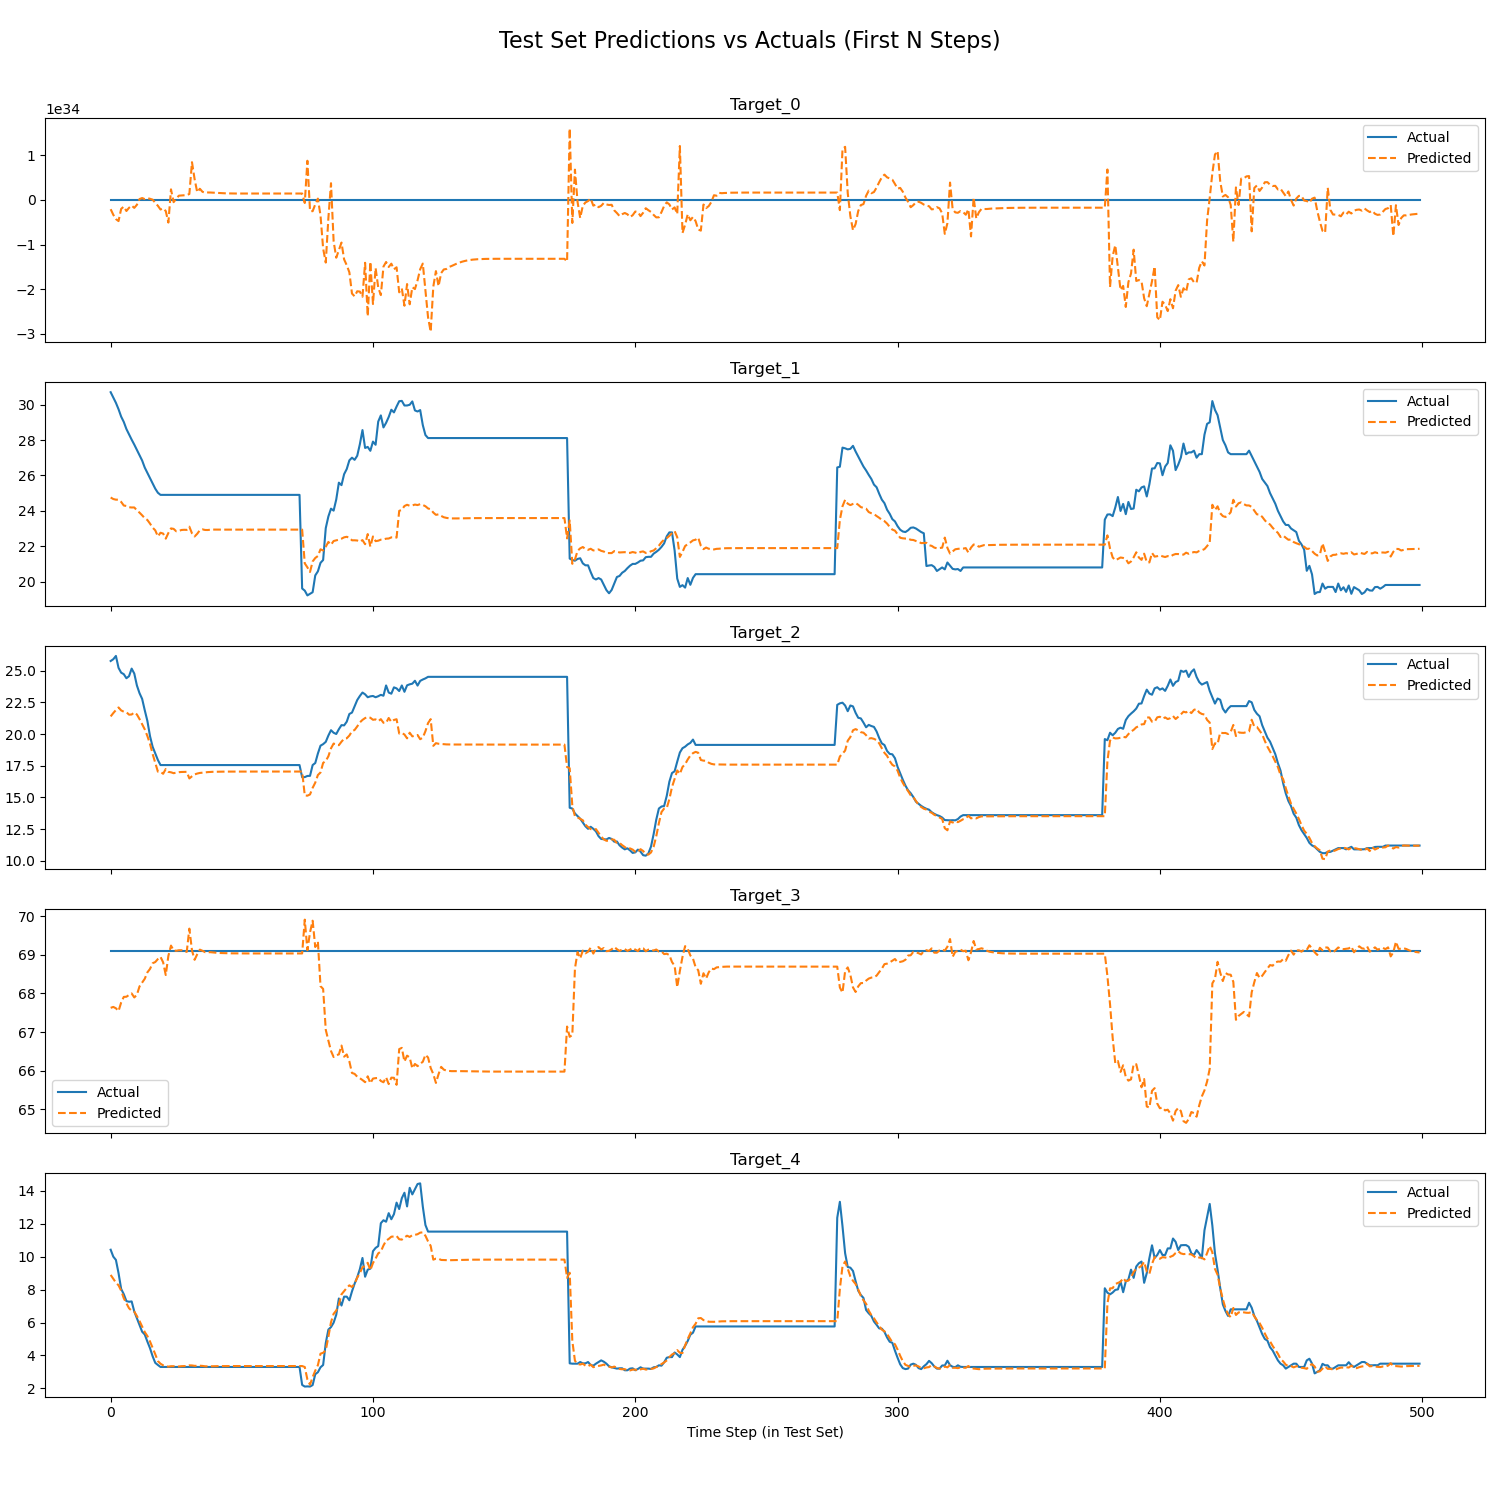 Test Set Predictions vs Actuals (First N Steps)
Target_0
1e34
1
0
−1
−2
−3
Actual
Predicted
Target_1
30
28
26
24
22
20
Actual
Predicted
Target_2
25.0
22.5
20.0
17.5
15.0
12.5
10.0
Actual
Predicted
Target_3
70
69
68
67
66
65
Actual
Predicted
Target_4
14
12
10
8
6
4
2
Actual
Predicted
0 100 200 300 400 500
Time Step (in Test Set)